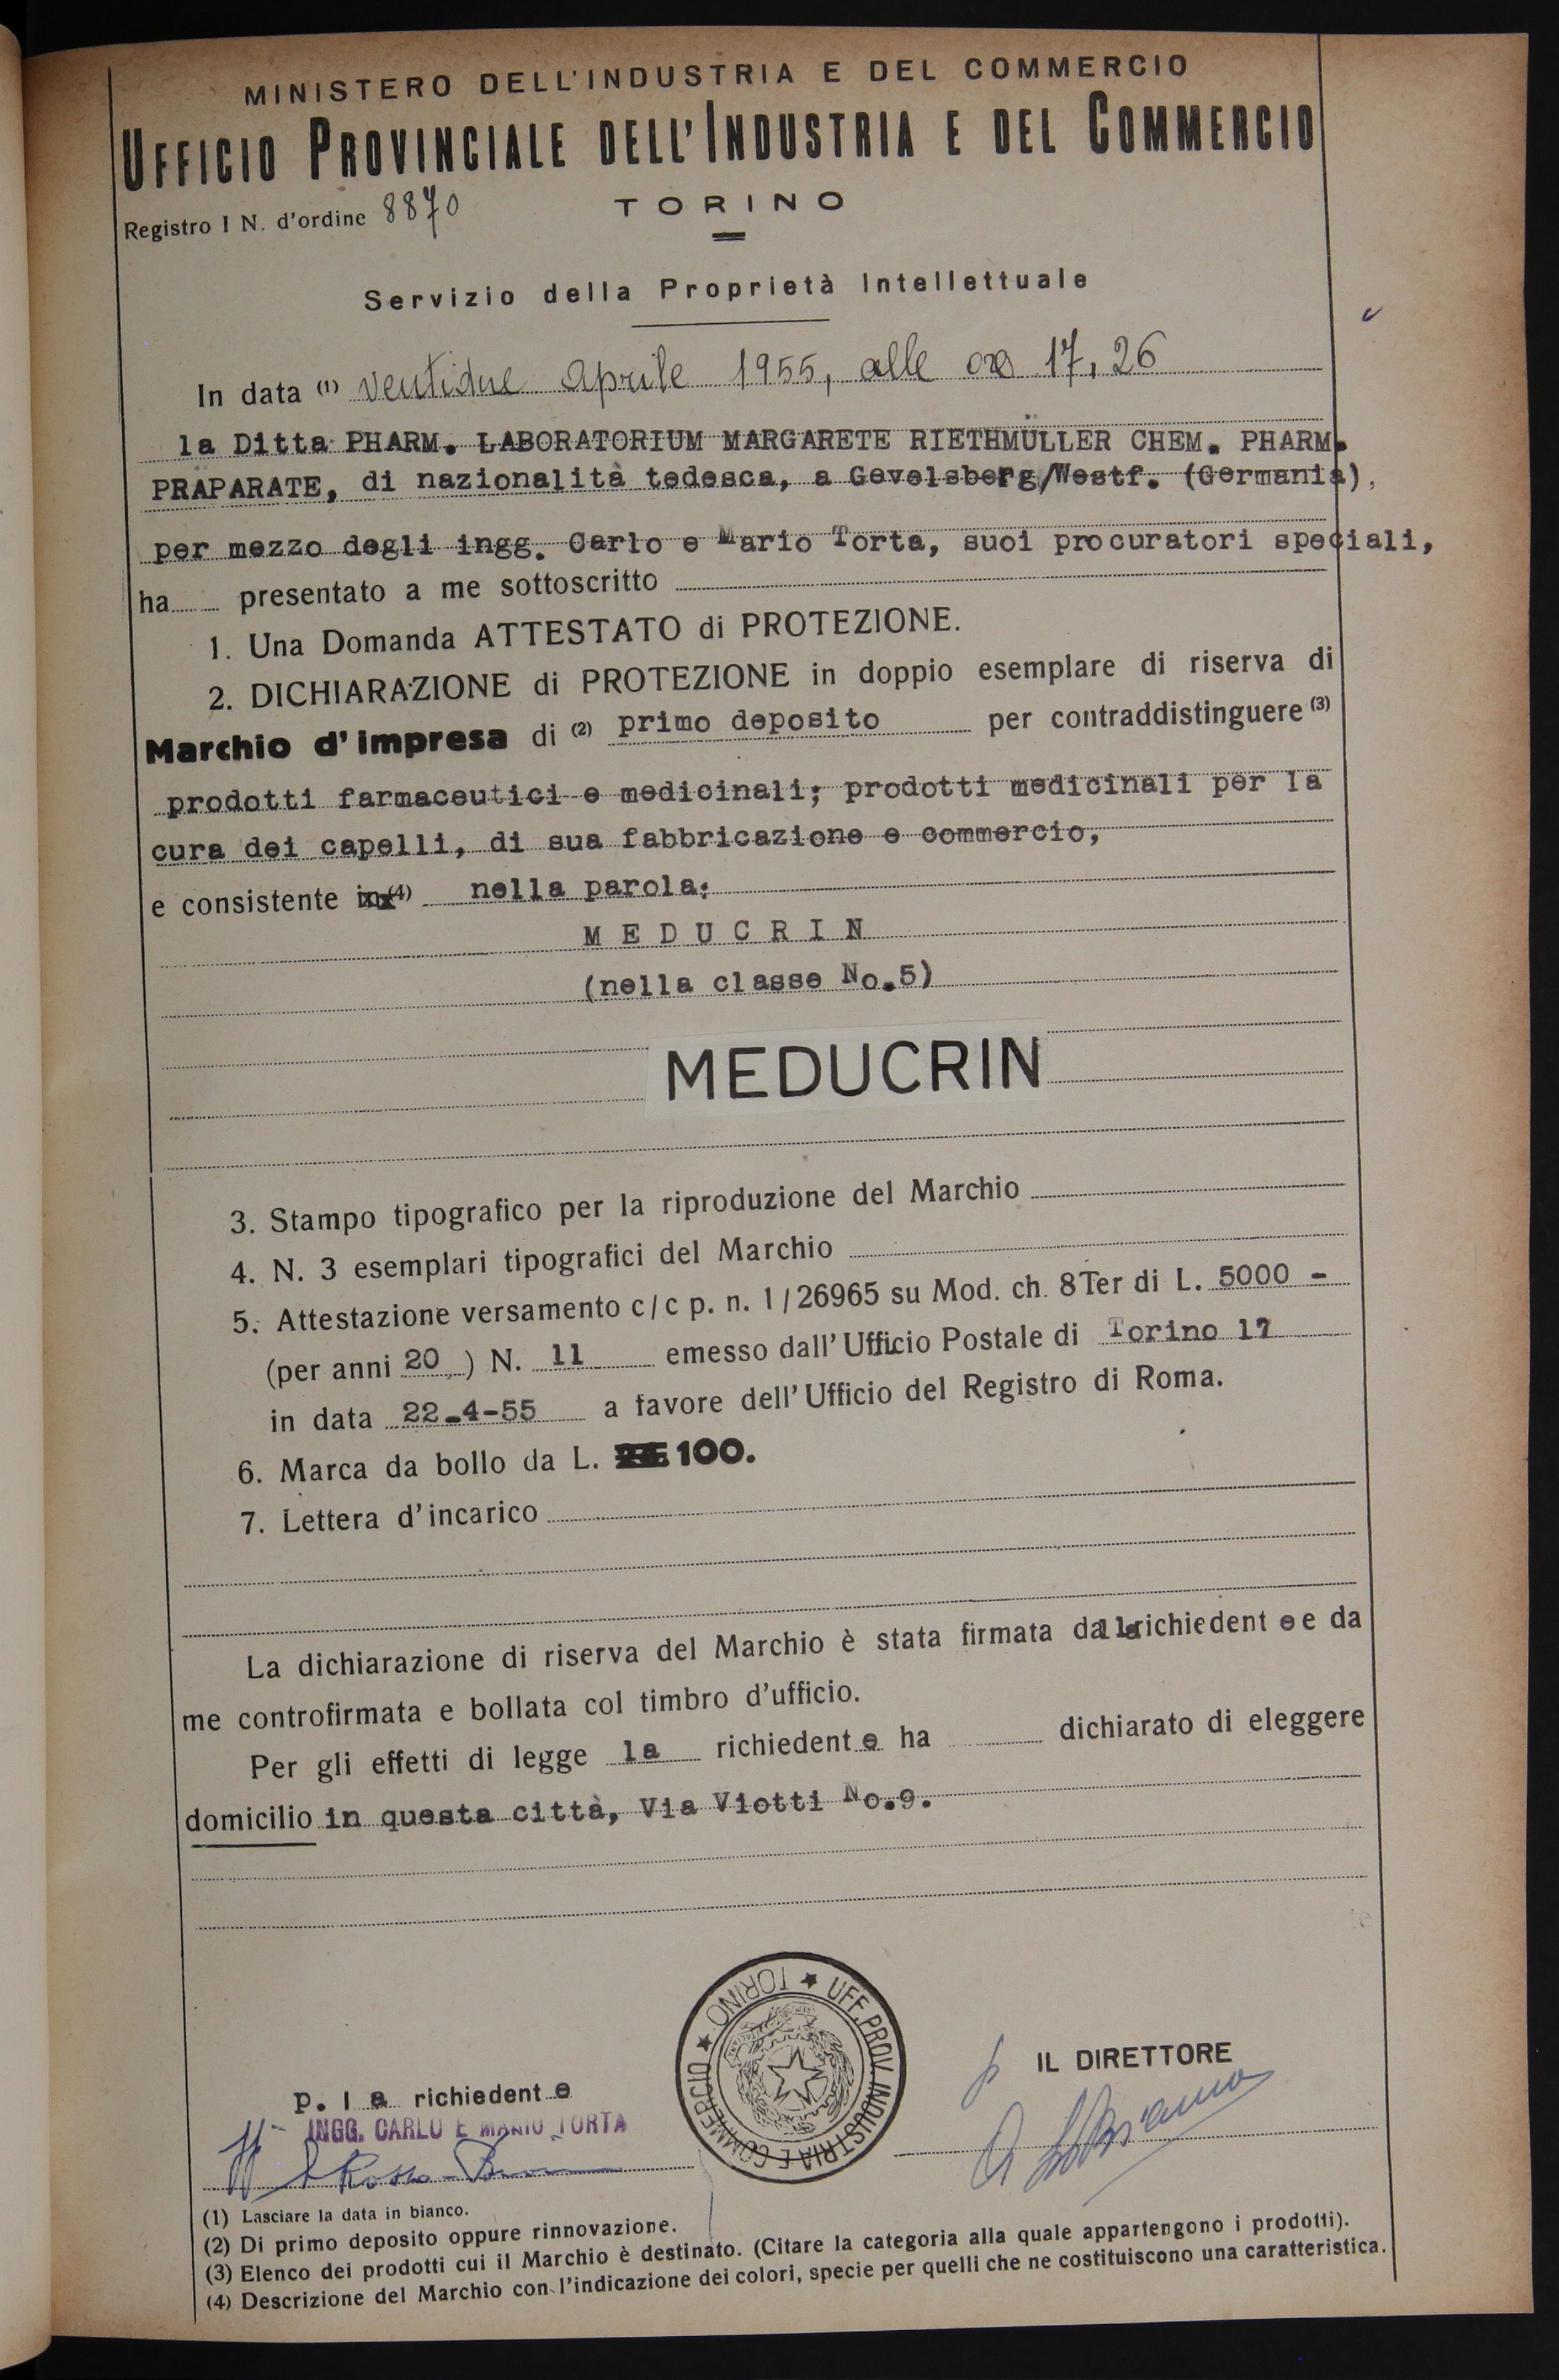 MINISTERO DELL'INDUSTRIA E DEL COMMERCIO
UFFICIO PROVINCIALE DELL'INDUSTRIA E DEL COMMERCIO
TORINO
Registro I N. d'ordine 8870
Servizio della Proprietà Intellettuale
In data (1) ventidue aprile 1955, alle ore 17,26
la Ditta PHARM. LABORATORIUM MARGARETE RIETHMÜLLER CHEM. PHARM.
PRÄPARATE, di nazionalità tedesca, a Gevelsberg/Westf. (Germania),
per mezzo degli ingg. Carlo e Mario Torta, suoi procuratori speciali,
ha presentato a me sottoscritto
1. Una Domanda ATTESTATO di PROTEZIONE.
2. DICHIARAZIONE di PROTEZIONE in doppio esemplare di riserva di
Marchio d'impresa di (2) primo deposito per contraddistinguere (3)
prodotti farmaceutici e medicinali; prodotti medicinali per la
cura dei capelli, di sua fabbricazione e commercio,
e consistente in (4) nella parola:
M E D U C R I N
(nella classe No.5)
MEDUCRIN
3. Stampo tipografico per la riproduzione del Marchio
4. N. 3 esemplari tipografici del Marchio
5. Attestazione versamento c/c p. n. 1/26965 su Mod. ch. 8 Ter di L. 5000 -
(per anni 20 ) N. 11 emesso dall'Ufficio Postale di Torino 17
in data 22-4-55 a favore dell'Ufficio del Registro di Roma.
6. Marca da bollo da L. 100.
7. Lettera d'incarico
La dichiarazione di riserva del Marchio è stata firmata dalla richiedente e da
me controfirmata e bollata col timbro d'ufficio.
Per gli effetti di legge la richiedente ha dichiarato di eleggere
domicilio in questa città, Via Viotti No.9.
p. la richiedente
INGG. CARLO E MARIO TORTA
UFF. PROV. INDUSTRIA E COMMERCIO ★ TORINO ★
IL DIRETTORE
(1) Lasciare la data in bianco.
(2) Di primo deposito oppure rinnovazione.
(3) Elenco dei prodotti cui il Marchio è destinato. (Citare la categoria alla quale appartengono i prodotti).
(4) Descrizione del Marchio con l'indicazione dei colori, specie per quelli che ne costituiscono una caratteristica.